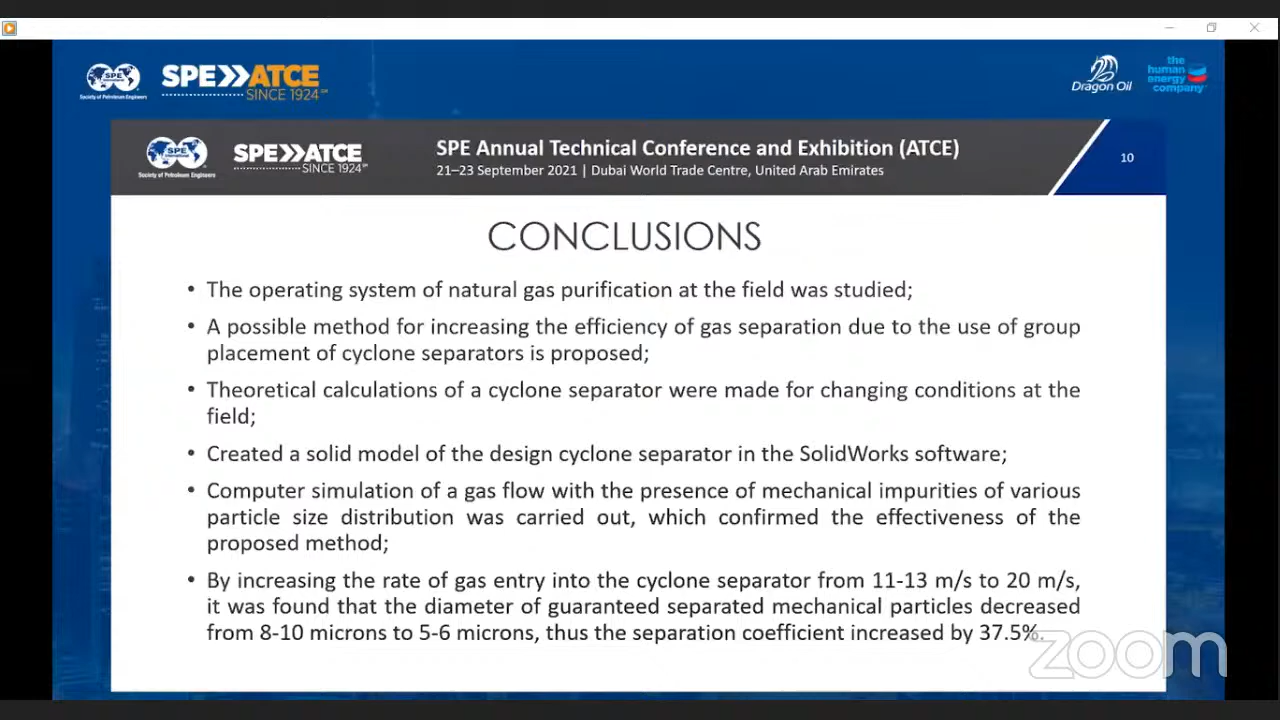 SPE International
Society of Petroleum Engineers
SPE»ATCE
SINCE 1924
Dragon Oil
the
human
energy
company
SPE International
Society of Petroleum Engineers
SPE»ATCE
SINCE 1924
SPE Annual Technical Conference and Exhibition (ATCE)
21–23 September 2021 | Dubai World Trade Centre, United Arab Emirates
10
CONCLUSIONS
• The operating system of natural gas purification at the field was studied;
• A possible method for increasing the efficiency of gas separation due to the use of group
placement of cyclone separators is proposed;
• Theoretical calculations of a cyclone separator were made for changing conditions at the
field;
• Created a solid model of the design cyclone separator in the SolidWorks software;
• Computer simulation of a gas flow with the presence of mechanical impurities of various
particle size distribution was carried out, which confirmed the effectiveness of the
proposed method;
• By increasing the rate of gas entry into the cyclone separator from 11-13 m/s to 20 m/s,
it was found that the diameter of guaranteed separated mechanical particles decreased
from 8-10 microns to 5-6 microns, thus the separation coefficient increased by 37.5%.
zoom